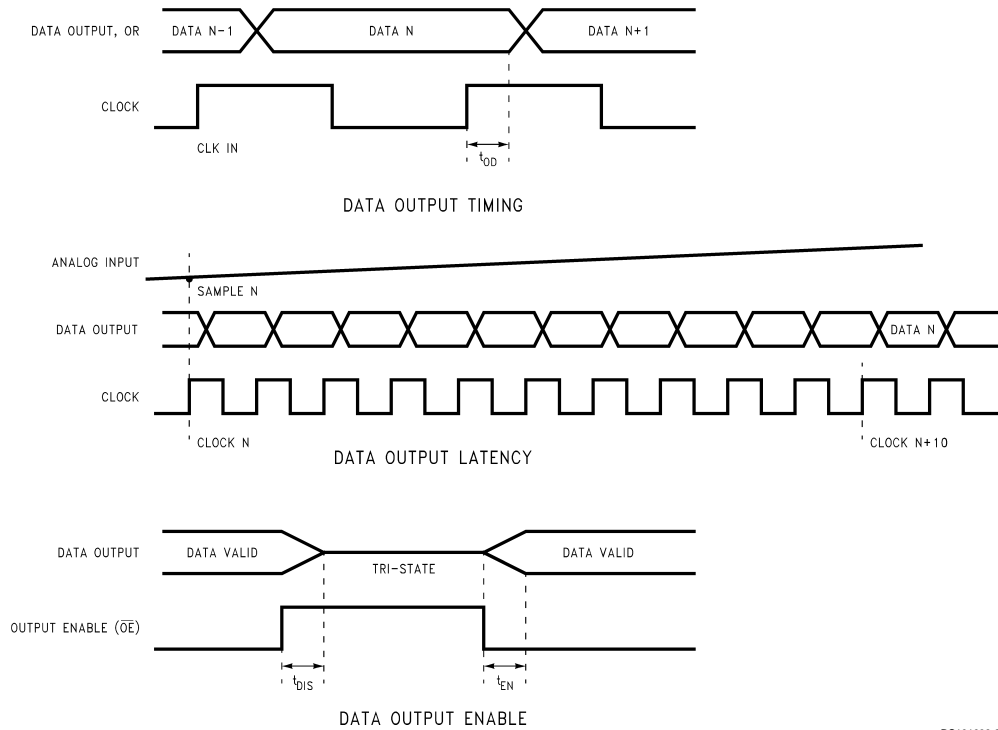 DATA OUTPUT, OR
DATA N-1
DATA N
DATA N+1
CLOCK
CLK IN
tOD
DATA OUTPUT TIMING
ANALOG INPUT
SAMPLE N
DATA OUTPUT
DATA N
CLOCK
CLOCK N
CLOCK N+10
DATA OUTPUT LATENCY
DATA OUTPUT
DATA VALID
TRI-STATE
DATA VALID
OUTPUT ENABLE (O̅E̅)
tDIS
tEN
DATA OUTPUT ENABLE